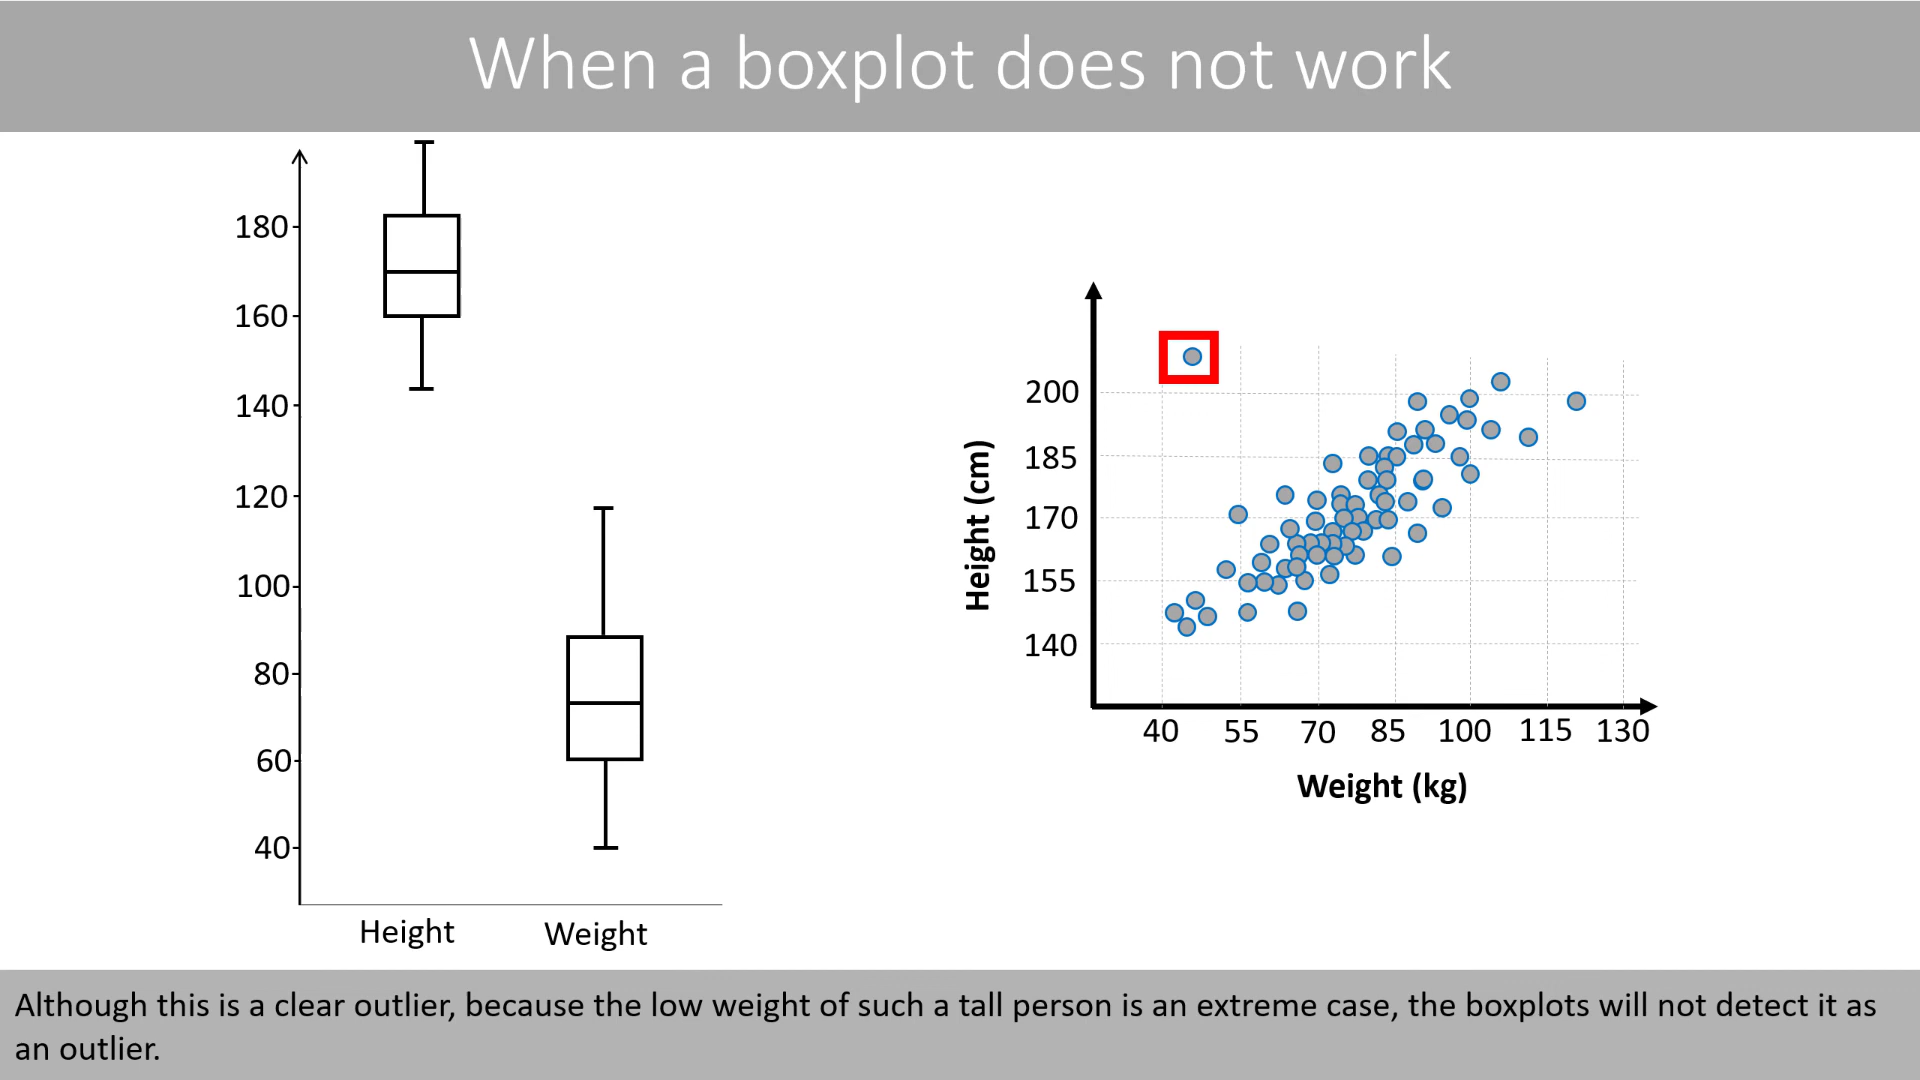 When a boxplot does not work
180
160
140
120
100
80
60
40
Height Weight
Height (cm)
200
185
170
155
140
40 55 70 85 100 115 130
Weight (kg)
Although this is a clear outlier, because the low weight of such a tall person is an extreme case, the boxplots will not detect it as
an outlier.